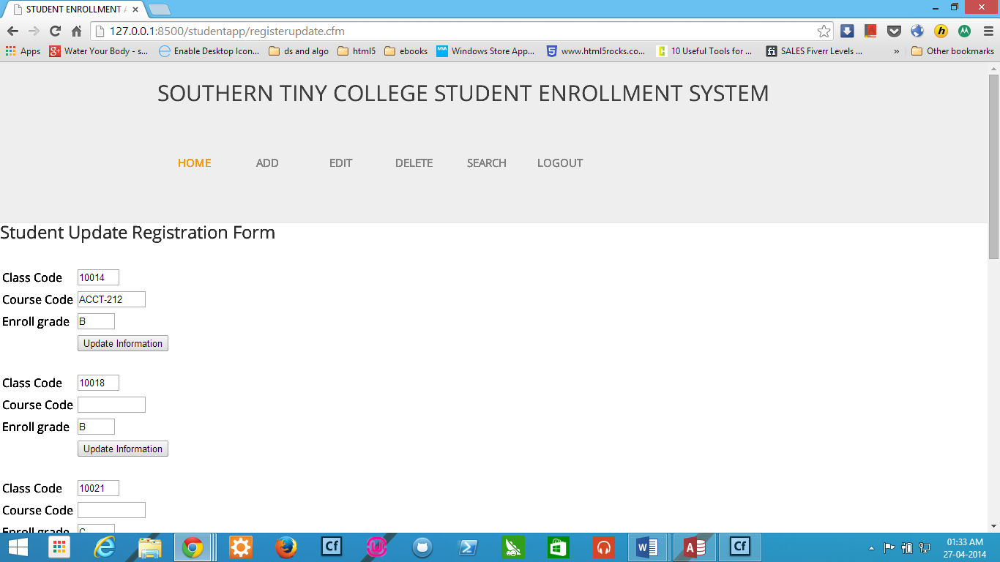 STUDENT ENROLLMENT A
127.0.0.1:8500/studentapp/registerupdate.cfm
Apps Water Your Body - s... Enable Desktop Icon... ds and algo html5 ebooks Windows Store App... www.html5rocks.co... 10 Useful Tools for ... SALES Fiverr Levels ... » Other bookmarks
SOUTHERN TINY COLLEGE STUDENT ENROLLMENT SYSTEM
HOME ADD EDIT DELETE SEARCH LOGOUT
Student Update Registration Form
Class Code 10014
Course Code ACCT-212
Enroll grade B
Update Information
Class Code 10018
Course Code
Enroll grade B
Update Information
Class Code 10021
Course Code
Enroll grade C
01:33 AM
27-04-2014